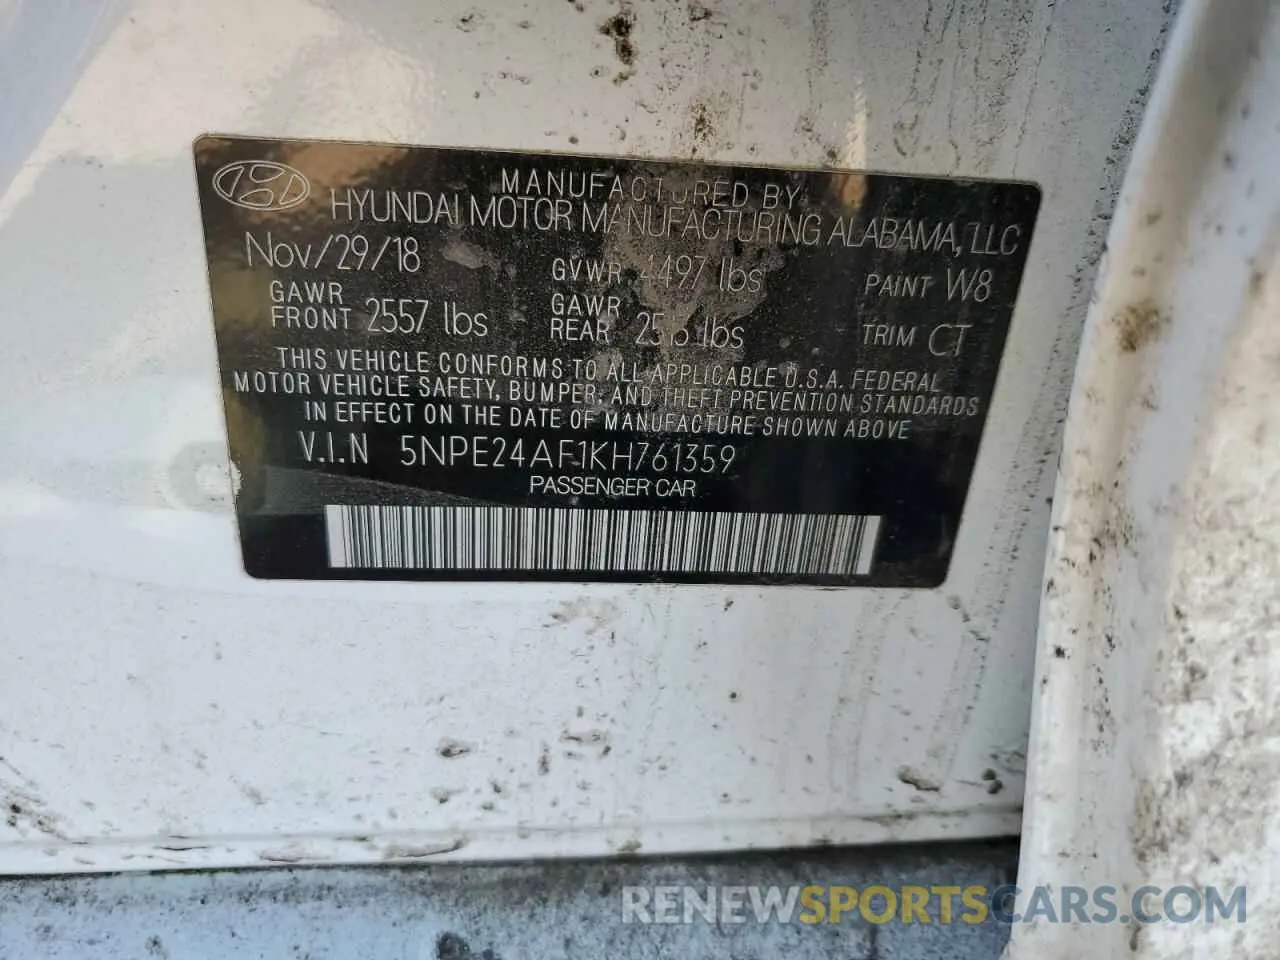 MANUFACTURED BY
HYUNDAI MOTOR MANUFACTURING ALABAMA, LLC
Nov/29/18 GVWR 4497 lbs PAINT W8
GAWR FRONT 2557 lbs GAWR REAR lbs TRIM CT
THIS VEHICLE CONFORMS TO ALL APPLICABLE U.S.A. FEDERAL
MOTOR VEHICLE SAFETY, BUMPER, AND THEFT PREVENTION STANDARDS
IN EFFECT ON THE DATE OF MANUFACTURE SHOWN ABOVE
V.I.N 5NPE24AF1KH761359
PASSENGER CAR
RENEWSPORTSCARS.COM